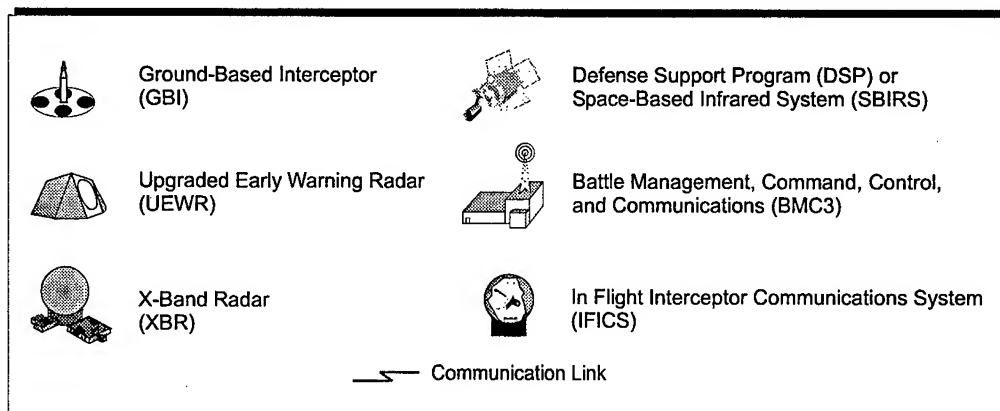 Ground-Based Interceptor
(GBI)
Defense Support Program (DSP) or
Space-Based Infrared System (SBIRS)
Upgraded Early Warning Radar
(UEWR)
Battle Management, Command, Control,
and Communications (BMC3)
X-Band Radar
(XBR)
In Flight Interceptor Communications System
(IFICS)
Communication Link